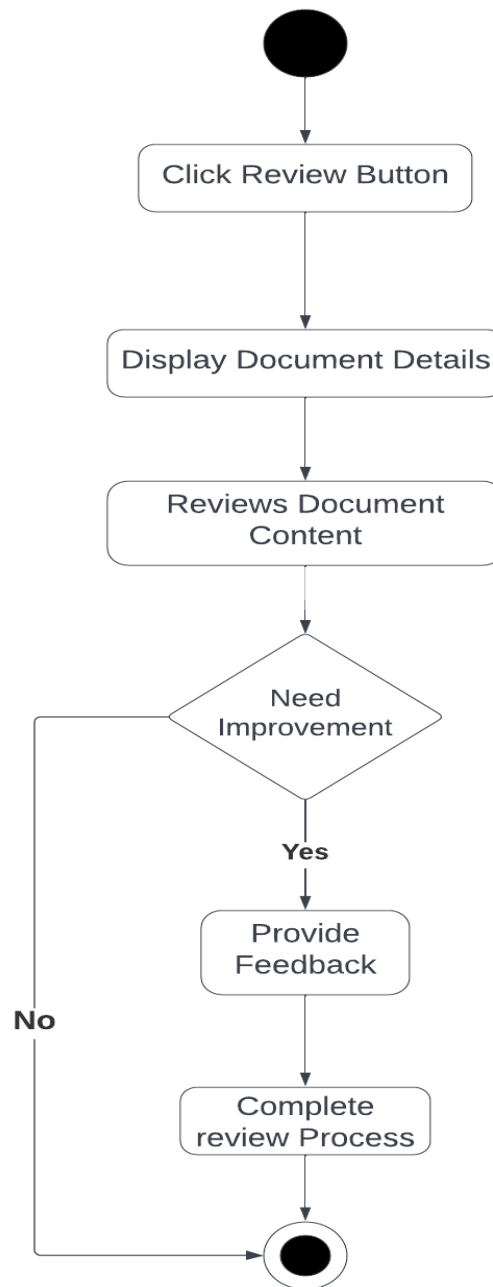 Click Review Button
Display Document Details
Reviews Document
Content
Need
Improvement
Yes
Provide
Feedback
No
Complete
review Process